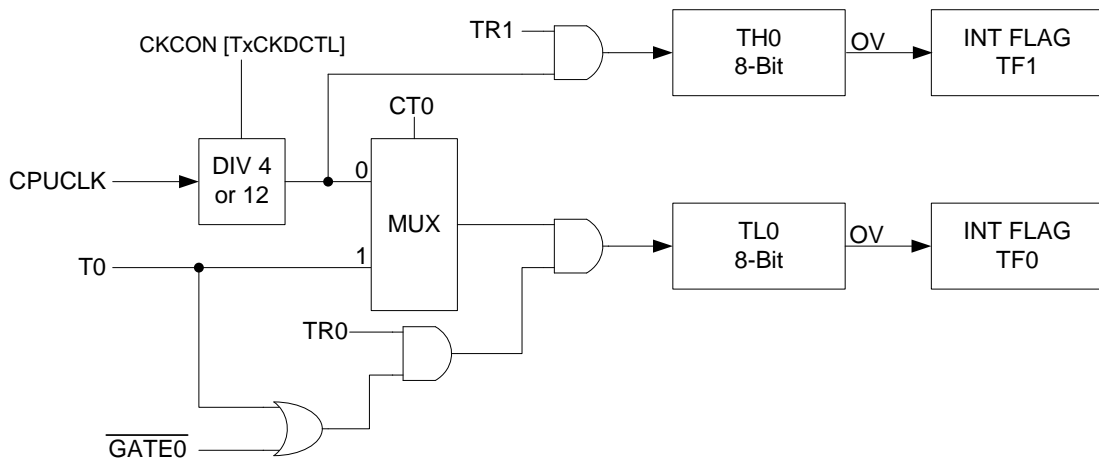 TR1
TH0
8-Bit
OV
INT FLAG
TF1
CKCON [TxCKDCTL]
CT0
CPUCLK
DIV 4
or 12
0
MUX
1
T0
TL0
8-Bit
OV
INT FLAG
TF0
TR0
GATE0